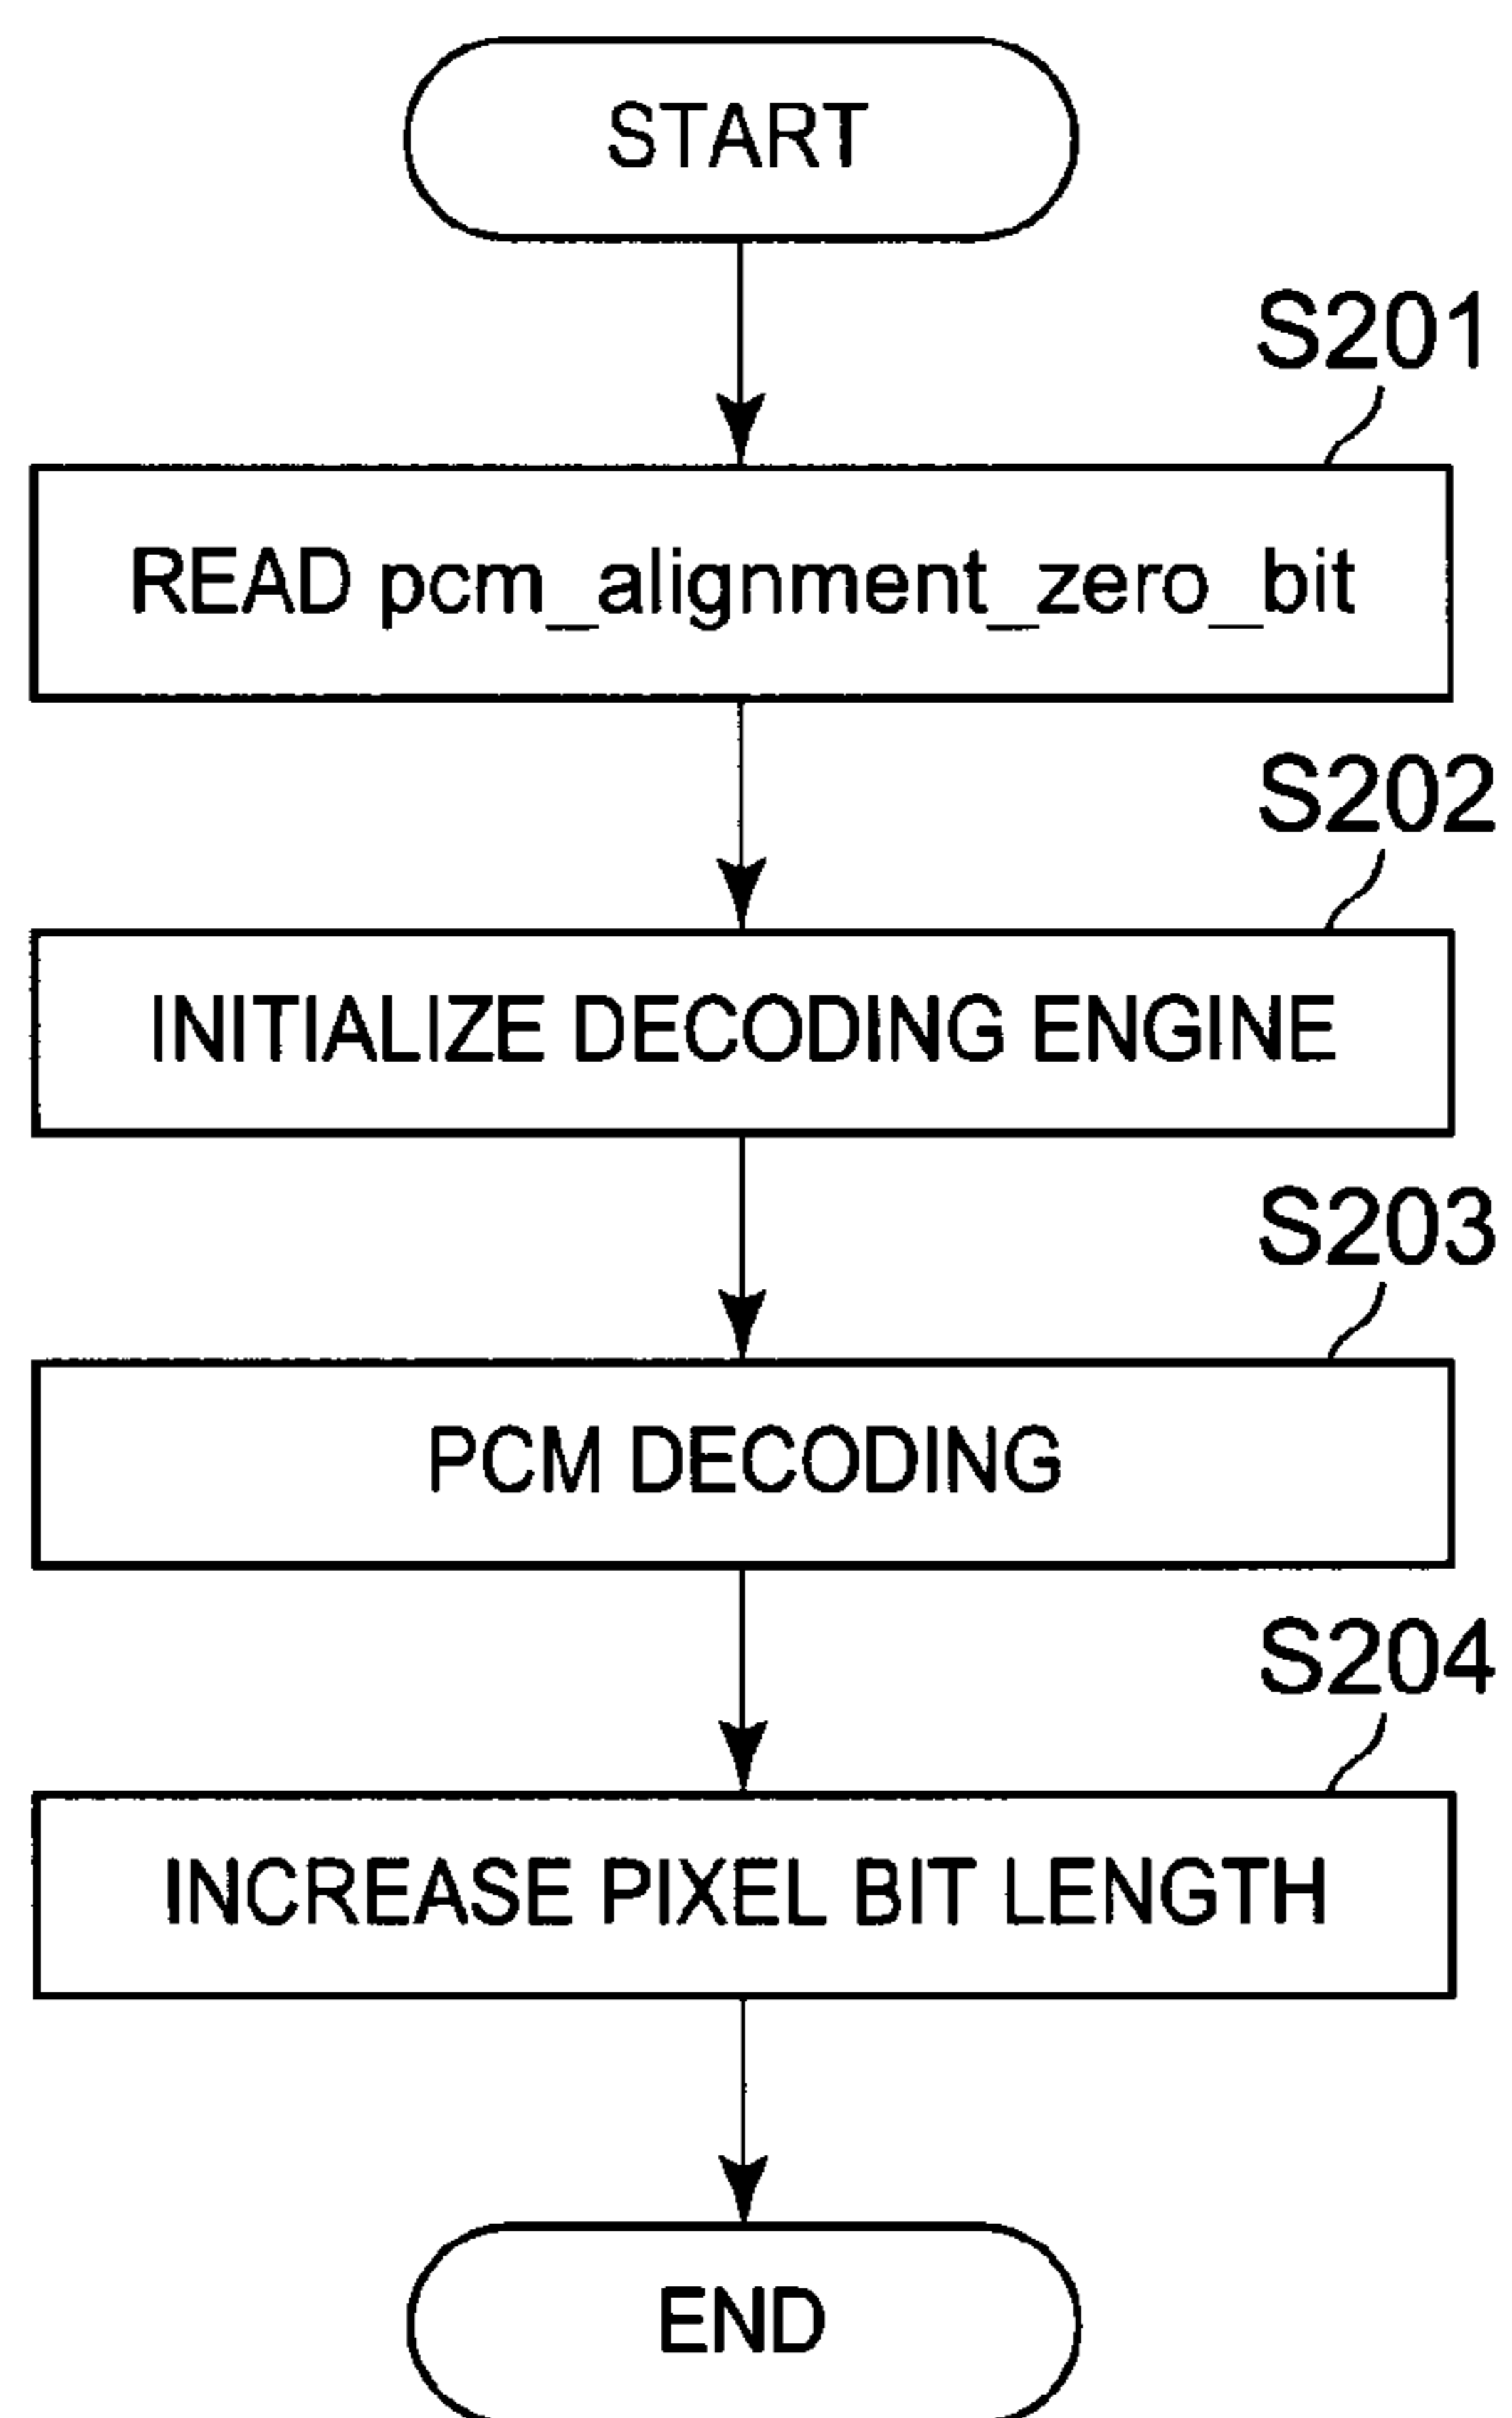 START
S201
READ pcm_alignment_zero_bit
S202
INITIALIZE DECODING ENGINE
S203
PCM DECODING
S204
INCREASE PIXEL BIT LENGTH
END